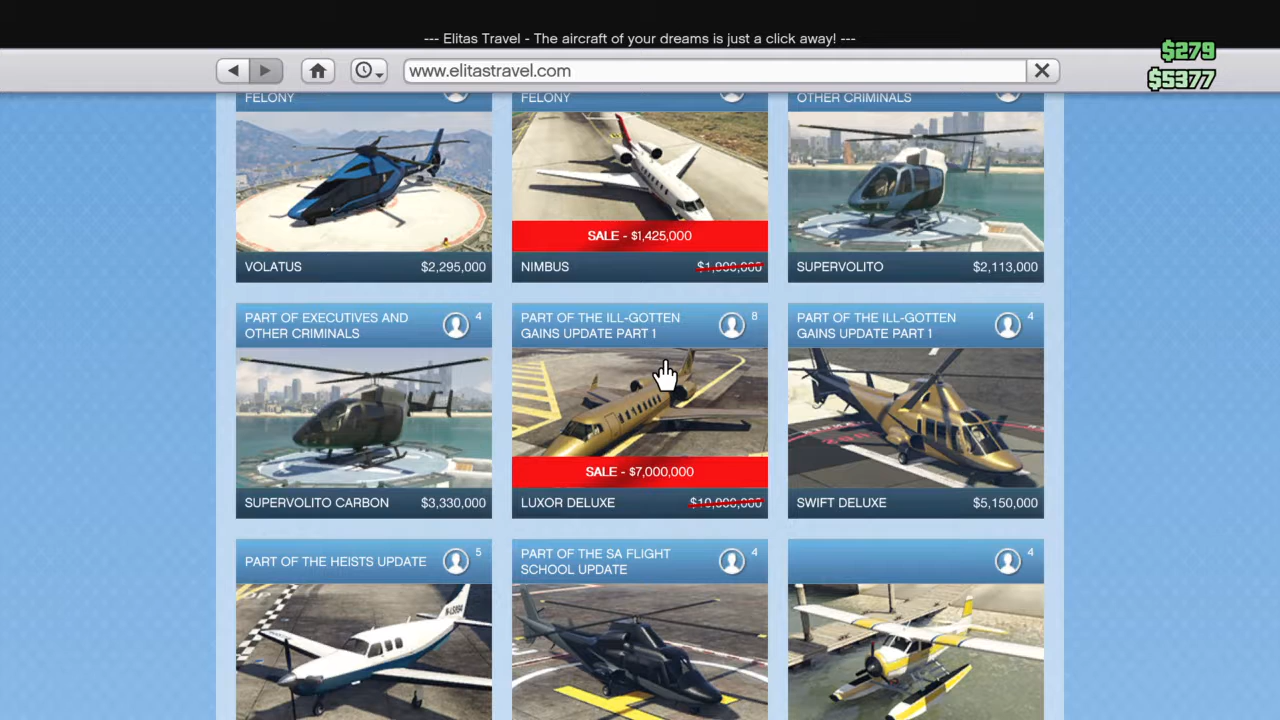 --- Elitas Travel - The aircraft of your dreams is just a click away! ---
$279
www.elitastravel.com
$5377
FELONY
FELONY
OTHER CRIMINALS
SALE - $1,425,000
VOLATUS $2,295,000
NIMBUS $1,900,000
SUPERVOLITO $2,113,000
PART OF EXECUTIVES AND
OTHER CRIMINALS
4
PART OF THE ILL-GOTTEN
GAINS UPDATE PART 1
8
PART OF THE ILL-GOTTEN
GAINS UPDATE PART 1
4
SALE - $7,000,000
SUPERVOLITO CARBON $3,330,000
LUXOR DELUXE $10,000,000
SWIFT DELUXE $5,150,000
PART OF THE HEISTS UPDATE
5
PART OF THE SA FLIGHT
SCHOOL UPDATE
4
4